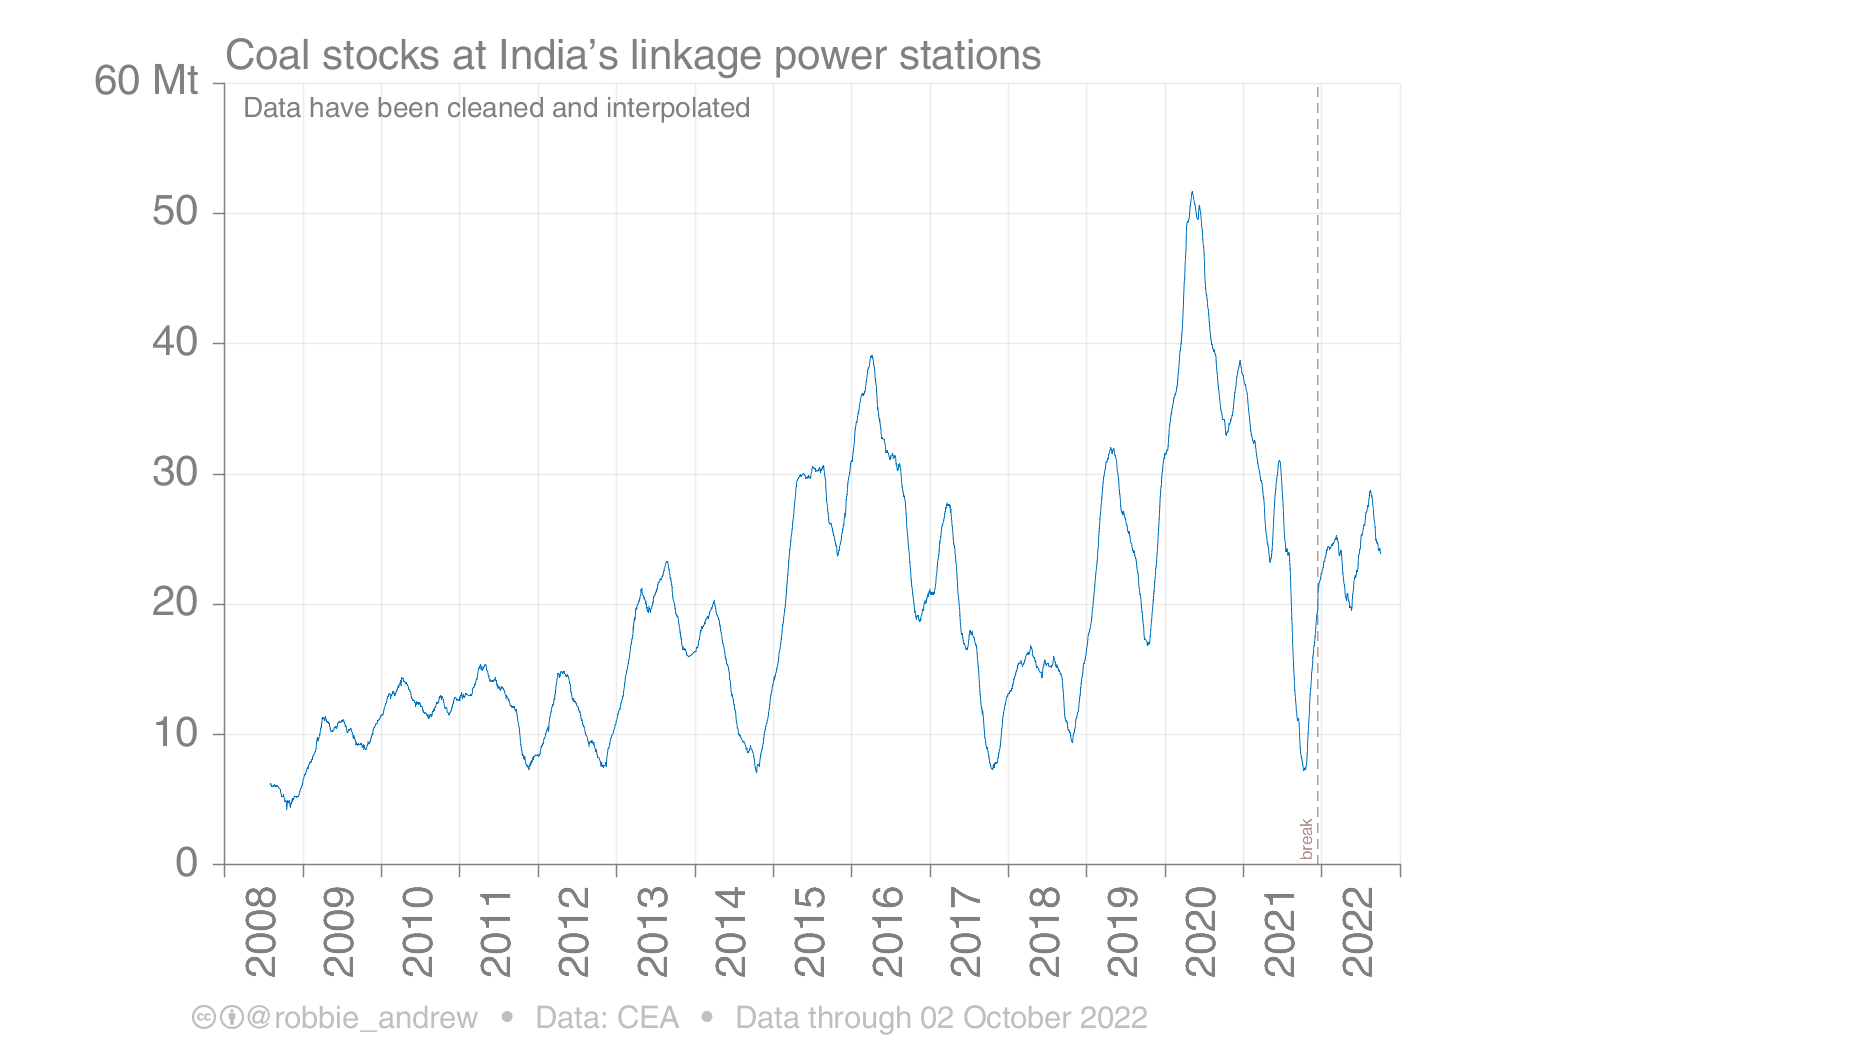 Coal stocks at India’s linkage power stations
60 Mt
Data have been cleaned and interpolated
50
40
30
20
10
0
break
2008 2009 2010 2011 2012 2013 2014 2015 2016 2017 2018 2019 2020 2021 2022
@robbie_andrew • Data: CEA • Data through 02 October 2022